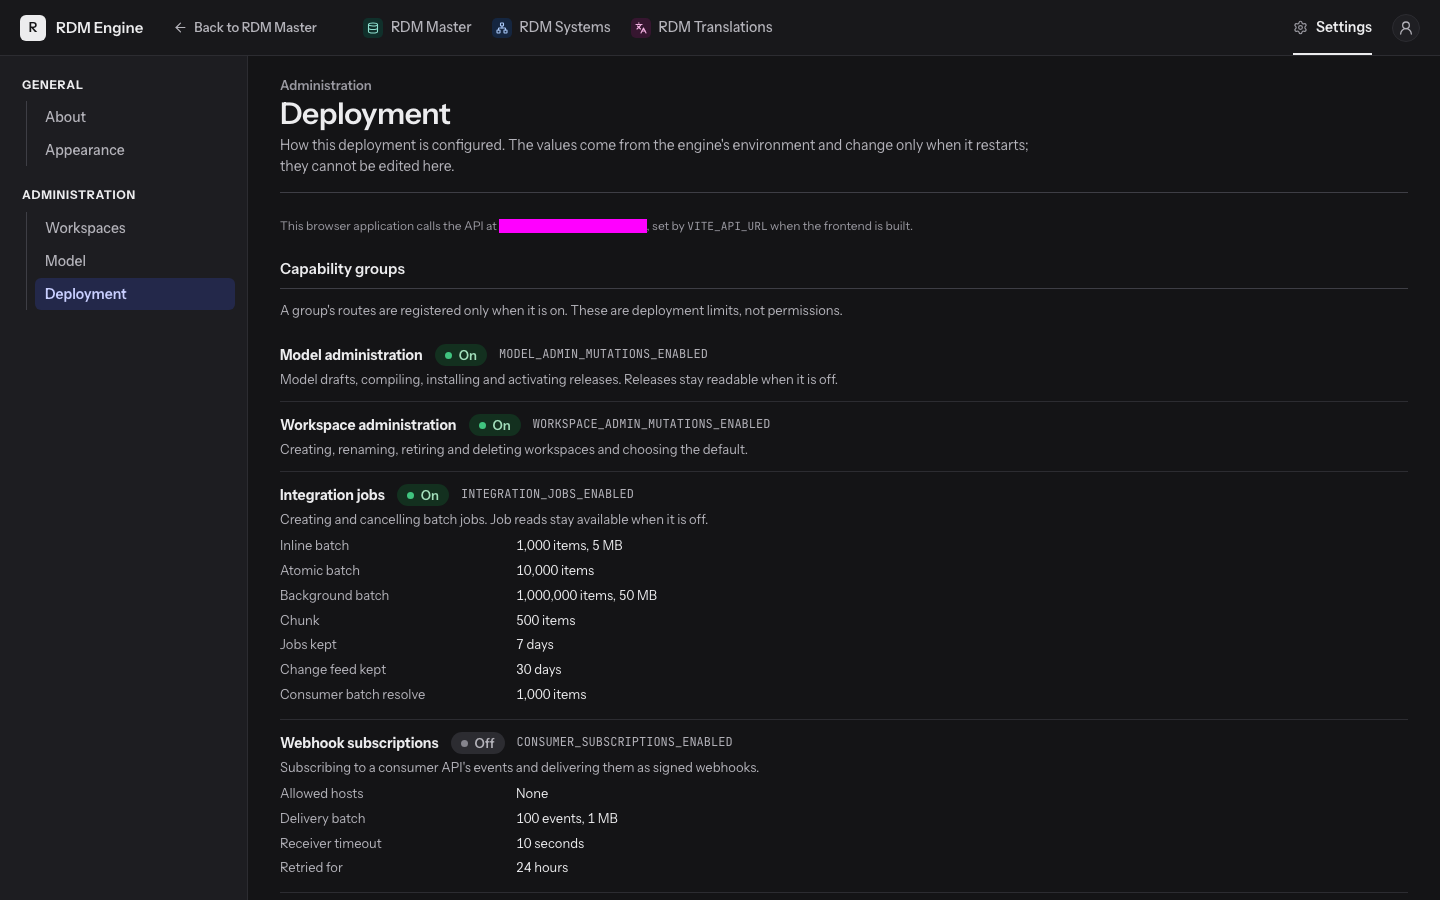 R RDM Engine
← Back to RDM Master
RDM Master
RDM Systems
RDM Translations
Settings
GENERAL
About
Appearance
ADMINISTRATION
Workspaces
Model
Deployment
Administration
Deployment
How this deployment is configured. The values come from the engine's environment and change only when it restarts;
they cannot be edited here.
This browser application calls the API at , set by VITE_API_URL when the frontend is built.
Capability groups
A group's routes are registered only when it is on. These are deployment limits, not permissions.
Model administration On MODEL_ADMIN_MUTATIONS_ENABLED
Model drafts, compiling, installing and activating releases. Releases stay readable when it is off.
Workspace administration On WORKSPACE_ADMIN_MUTATIONS_ENABLED
Creating, renaming, retiring and deleting workspaces and choosing the default.
Integration jobs On INTEGRATION_JOBS_ENABLED
Creating and cancelling batch jobs. Job reads stay available when it is off.
Inline batch 1,000 items, 5 MB
Atomic batch 10,000 items
Background batch 1,000,000 items, 50 MB
Chunk 500 items
Jobs kept 7 days
Change feed kept 30 days
Consumer batch resolve 1,000 items
Webhook subscriptions Off CONSUMER_SUBSCRIPTIONS_ENABLED
Subscribing to a consumer API's events and delivering them as signed webhooks.
Allowed hosts None
Delivery batch 100 events, 1 MB
Receiver timeout 10 seconds
Retried for 24 hours